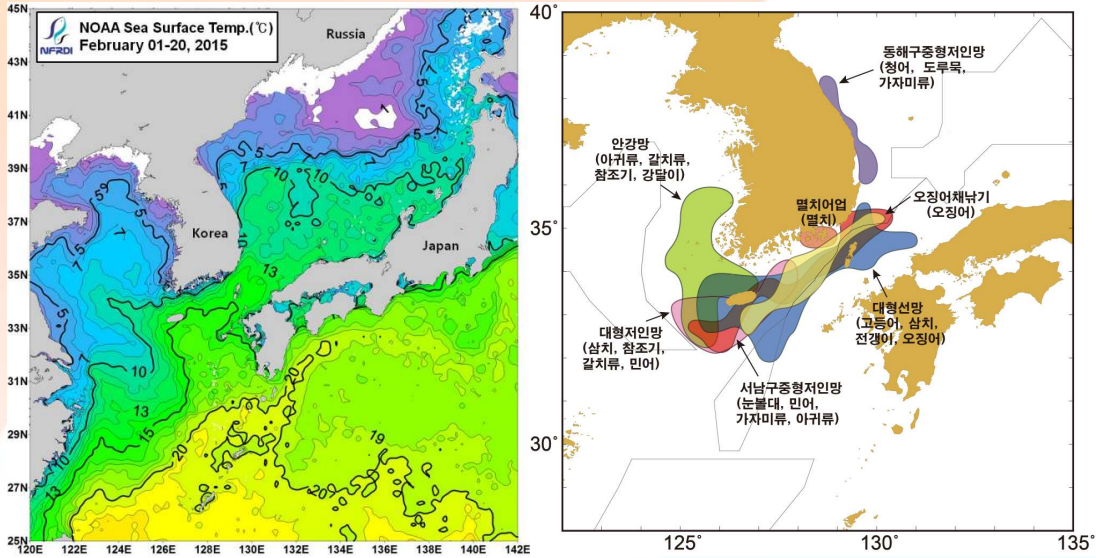 NFRDI
NOAA Sea Surface Temp.(℃)
February 01-20, 2015
Russia
Korea
Japan
45N
43N
41N
39N
37N
35N
33N
31N
29N
27N
25N
120E 122E 124E 126E 128E 130E 132E 134E 136E 138E 140E 142E
5
7
10
13
15
20
19
20
40°
35°
30°
125°
130°
135°
동해구중형저인망
(청어, 도루묵,
가자미류)
안강망
(아귀류, 갈치류,
참조기, 강달이)
멸치어업
(멸치)
오징어채낚기
(오징어)
대형저인망
(삼치, 참조기,
갈치류, 민어)
대형선망
(고등어, 삼치,
전갱이, 오징어)
서남구중형저인망
(눈볼대, 민어,
가자미류, 아귀류)